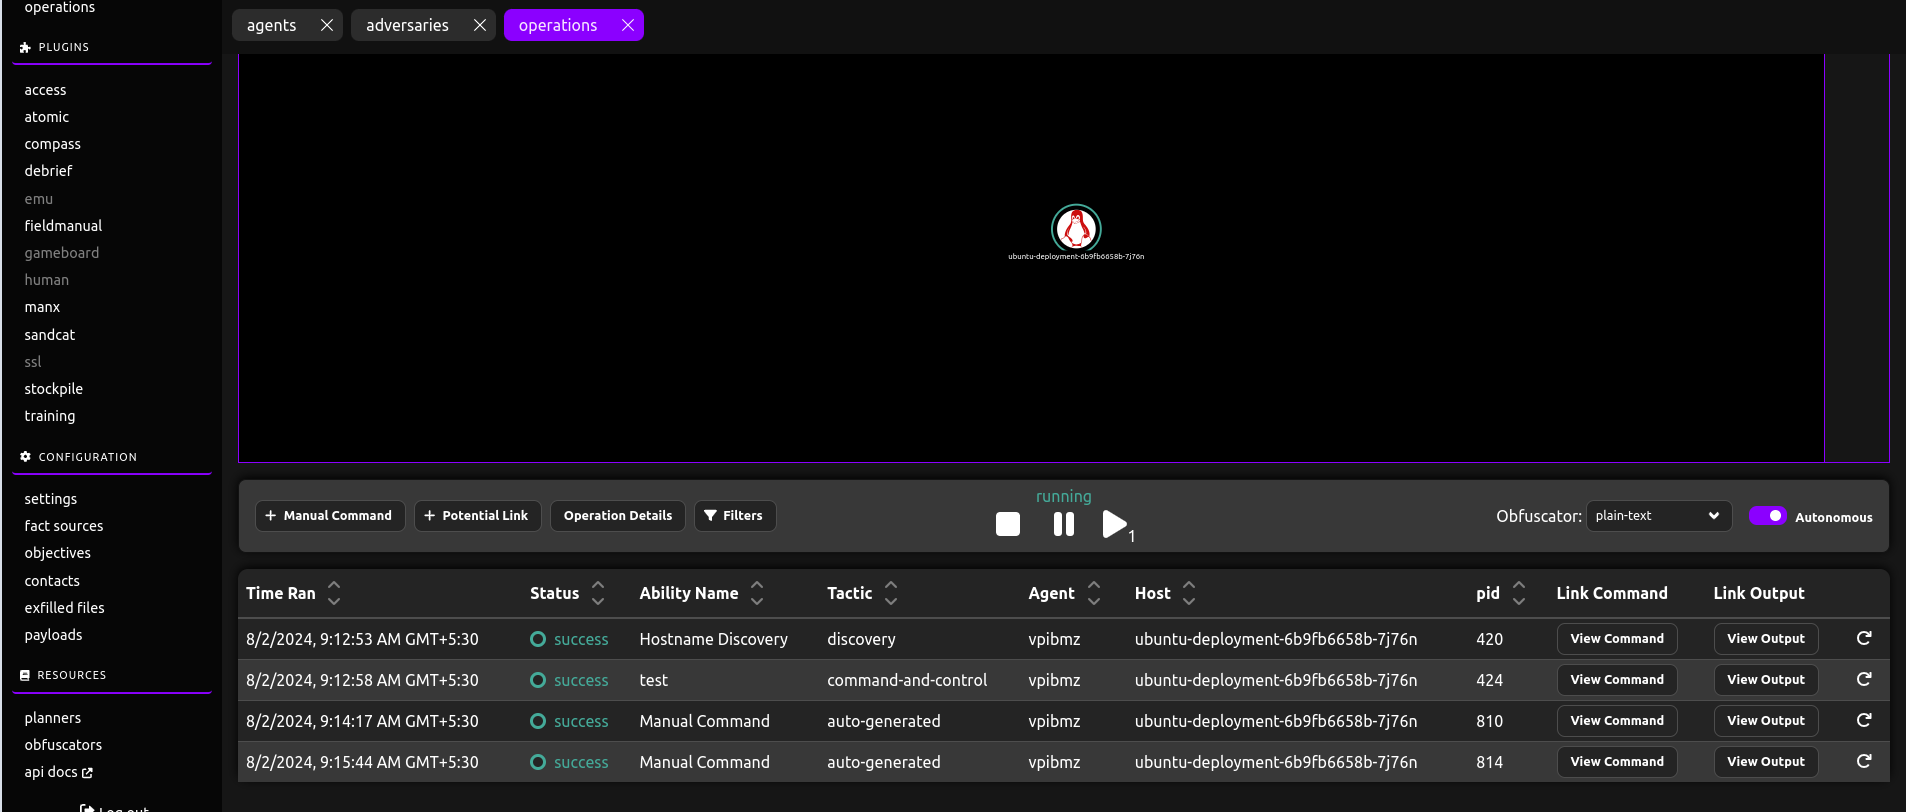 operations
PLUGINS
access
atomic
compass
debrief
emu
fieldmanual
gameboard
human
manx
sandcat
ssl
stockpile
training
CONFIGURATION
settings
fact sources
objectives
contacts
exfilled files
payloads
RESOURCES
planners
obfuscators
api docs
Log out
agents adversaries operations
ubuntu-deployment-6b9fb6658b-7j76n
running
+ Manual Command + Potential Link Operation Details Filters 1 Obfuscator: plain-text Autonomous
Time Ran Status Ability Name Tactic Agent Host pid Link Command Link Output
8/2/2024, 9:12:53 AM GMT+5:30 success Hostname Discovery discovery vpibmz ubuntu-deployment-6b9fb6658b-7j76n 420 View Command View Output
8/2/2024, 9:12:58 AM GMT+5:30 success test command-and-control vpibmz ubuntu-deployment-6b9fb6658b-7j76n 424 View Command View Output
8/2/2024, 9:14:17 AM GMT+5:30 success Manual Command auto-generated vpibmz ubuntu-deployment-6b9fb6658b-7j76n 810 View Command View Output
8/2/2024, 9:15:44 AM GMT+5:30 success Manual Command auto-generated vpibmz ubuntu-deployment-6b9fb6658b-7j76n 814 View Command View Output